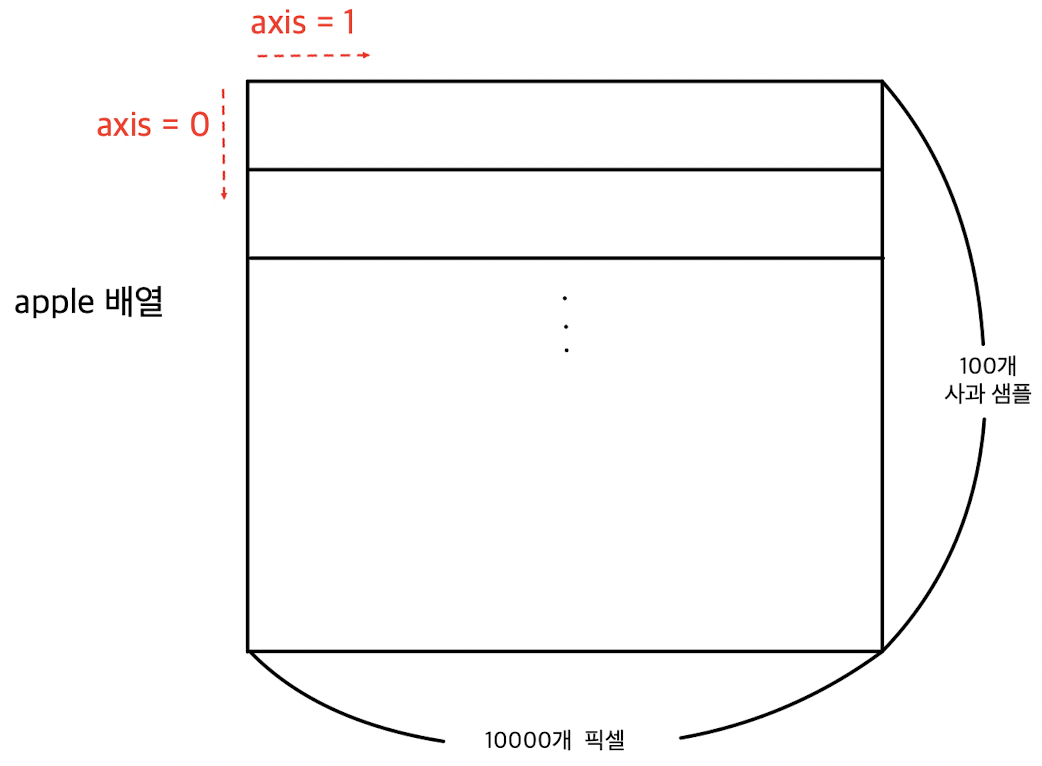 axis = 1
axis = 0
apple 배열
100개
사과 샘플
10000개 픽셀